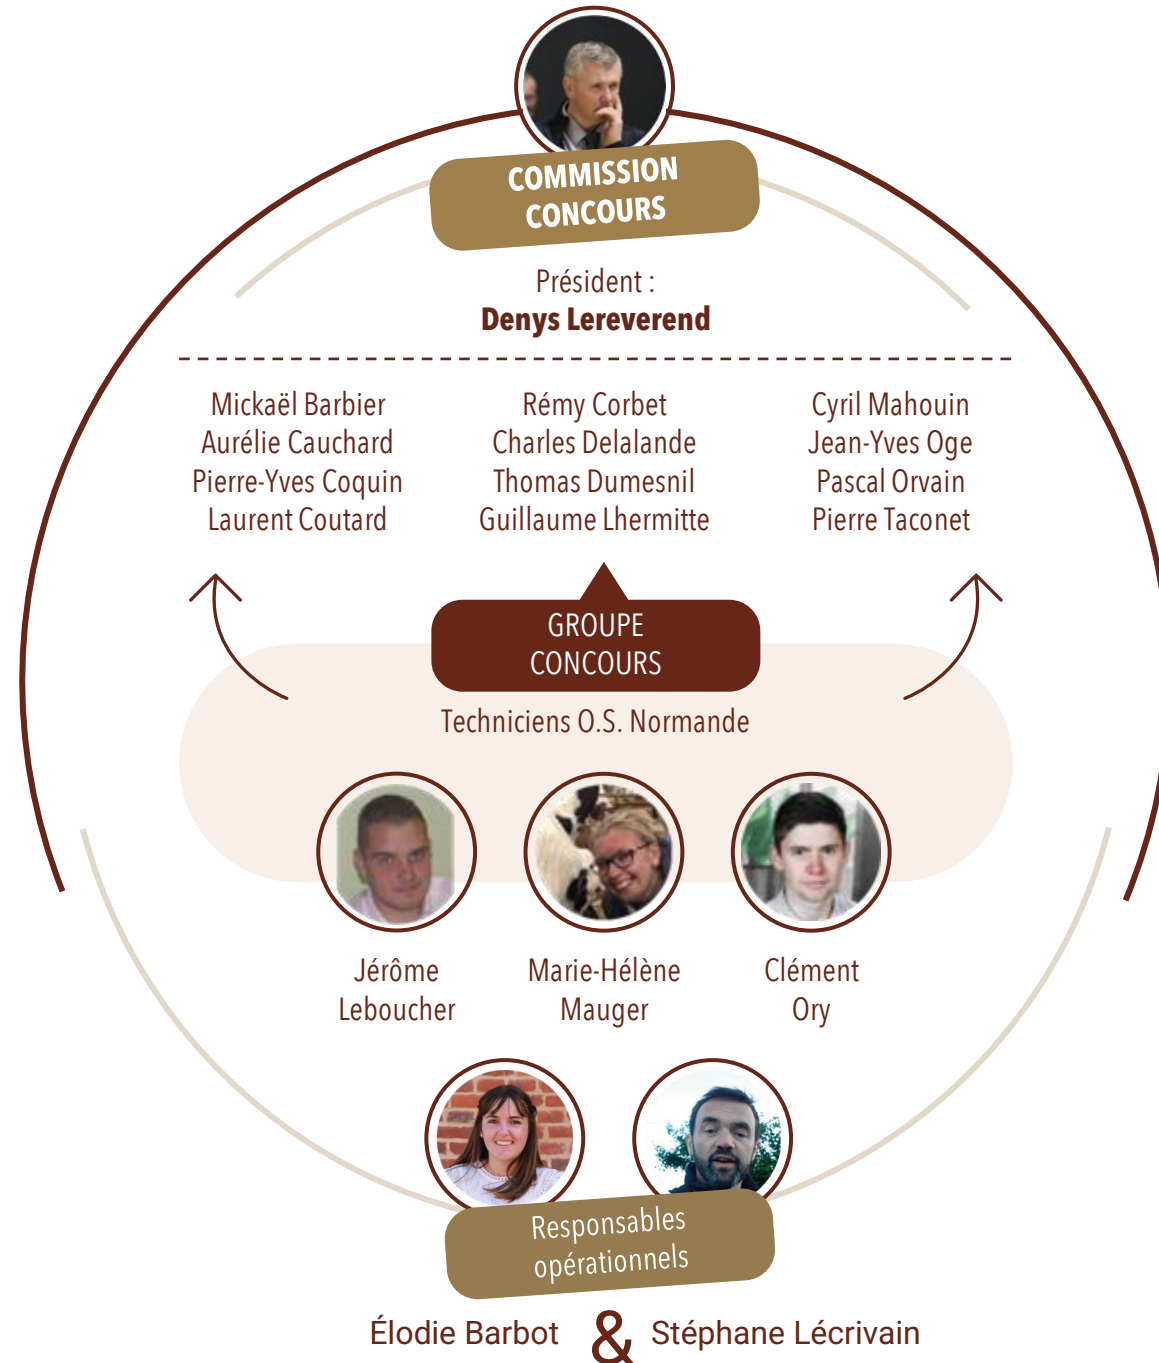 COMMISSION
CONCOURS
Président :
Denys Lereverend
Mickaël Barbier
Aurélie Cauchard
Pierre-Yves Coquin
Laurent Coutard
Rémy Corbet
Charles Delalande
Thomas Dumesnil
Guillaume Lhermitte
Cyril Mahouin
Jean-Yves Oge
Pascal Orvain
Pierre Taconet
GROUPE
CONCOURS
Techniciens O.S. Normande
Jérôme
Leboucher
Marie-Hélène
Mauger
Clément
Ory
Responsables
opérationnels
Élodie Barbot & Stéphane Lécrivain